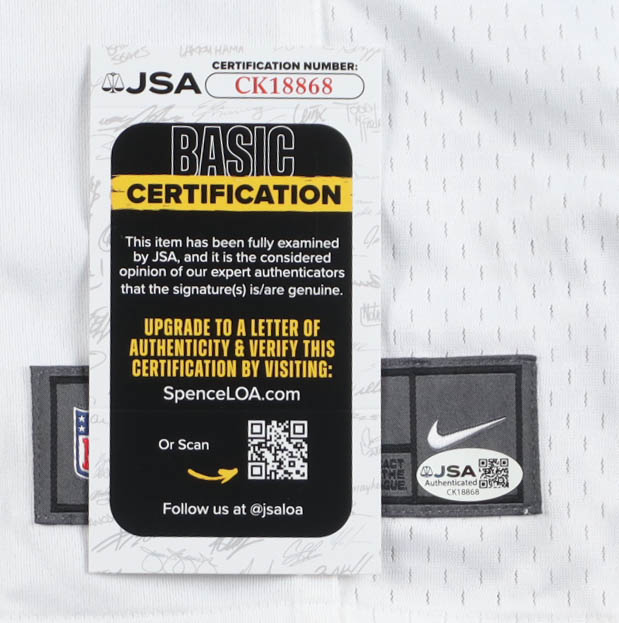 LARRY HAMA
CERTIFICATION NUMBER:
JSA CK18868
BASIC
CERTIFICATION
This item has been fully examined
by JSA, and it is the considered
opinion of our expert authenticators
that the signature(s) is/are genuine.
UPGRADE TO A LETTER OF
AUTHENTICITY & VERIFY THIS
CERTIFICATION BY VISITING:
SpenceLOA.com
Or Scan
Follow us at @jsaloa
JSA
Authenticated
CK18868